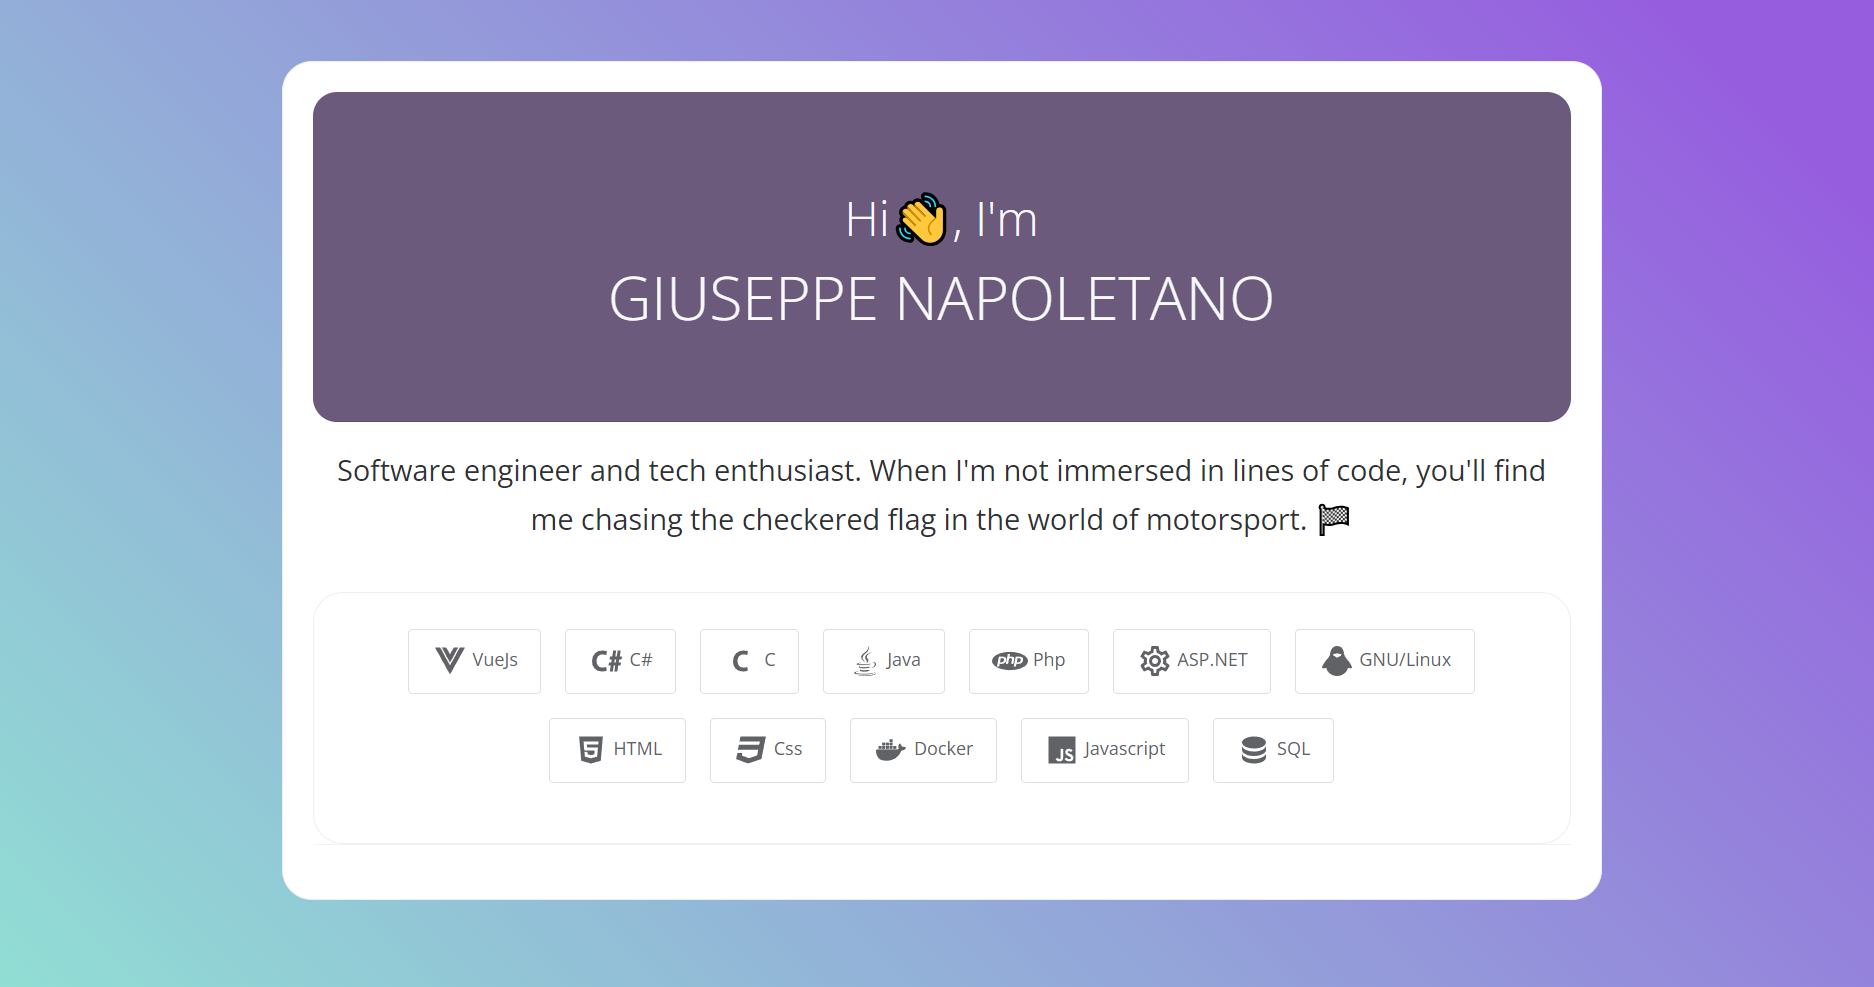 Hi👋, I'm
GIUSEPPE NAPOLETANO
Software engineer and tech enthusiast. When I'm not immersed in lines of code, you'll find
me chasing the checkered flag in the world of motorsport. 🏁
VueJs C# C# C C Java php Php ASP.NET GNU/Linux
5 HTML 3 Css Docker JS Javascript SQL